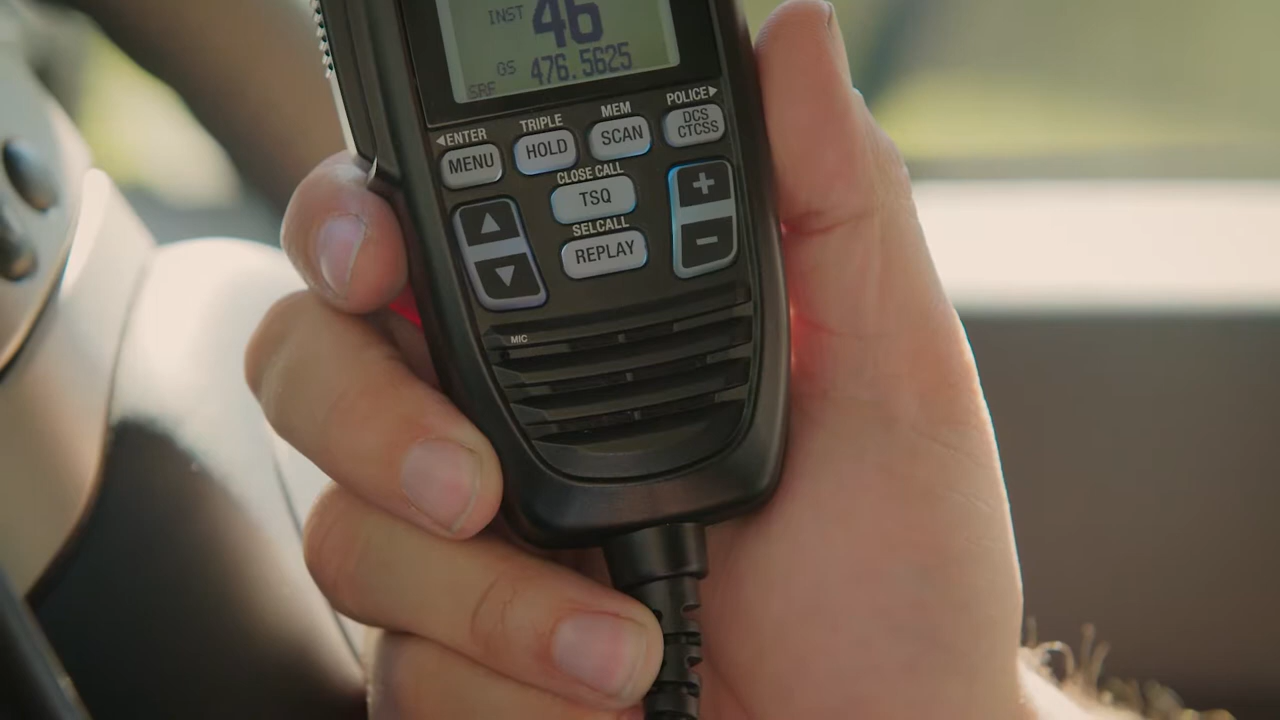 INST 46
GS 476.5625
SRF
◄ENTER TRIPLE MEM POLICE►
MENU HOLD SCAN DCS
CTCSS
CLOSE CALL
TSQ
+
SELCALL
REPLAY
−
MIC